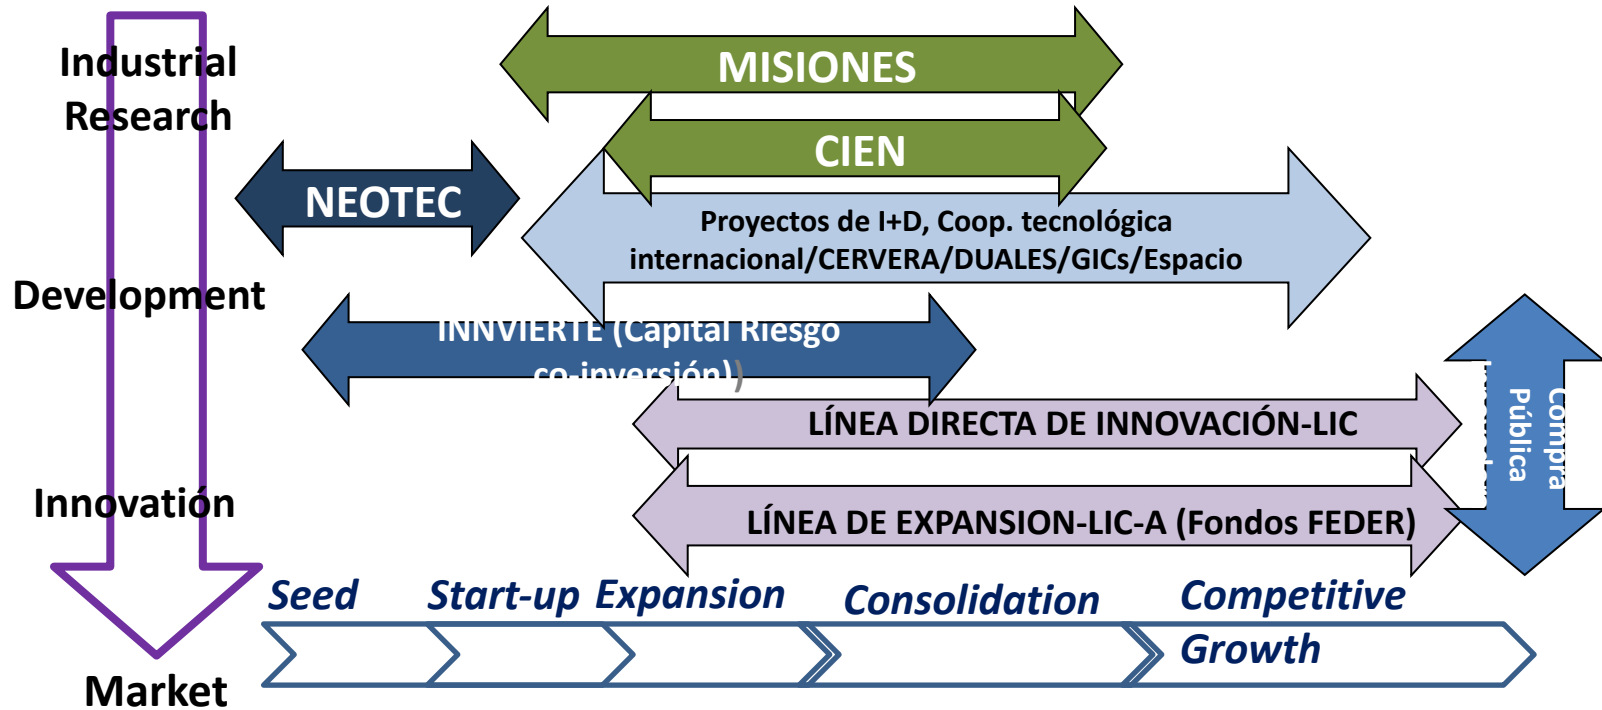 Industrial
Research
MISIONES
CIEN
NEOTEC
Proyectos de I+D, Coop. tecnológica
internacional/CERVERA/DUALES/GICs/Espacio
Development
INNVIERTE (Capital Riesgo
co-inversión))
LÍNEA DIRECTA DE INNOVACIÓN-LIC
Compra
Pública
Innovatión
LÍNEA DE EXPANSION-LIC-A (Fondos FEDER)
Seed
Start-up
Expansion
Consolidation
Competitive
Growth
Market